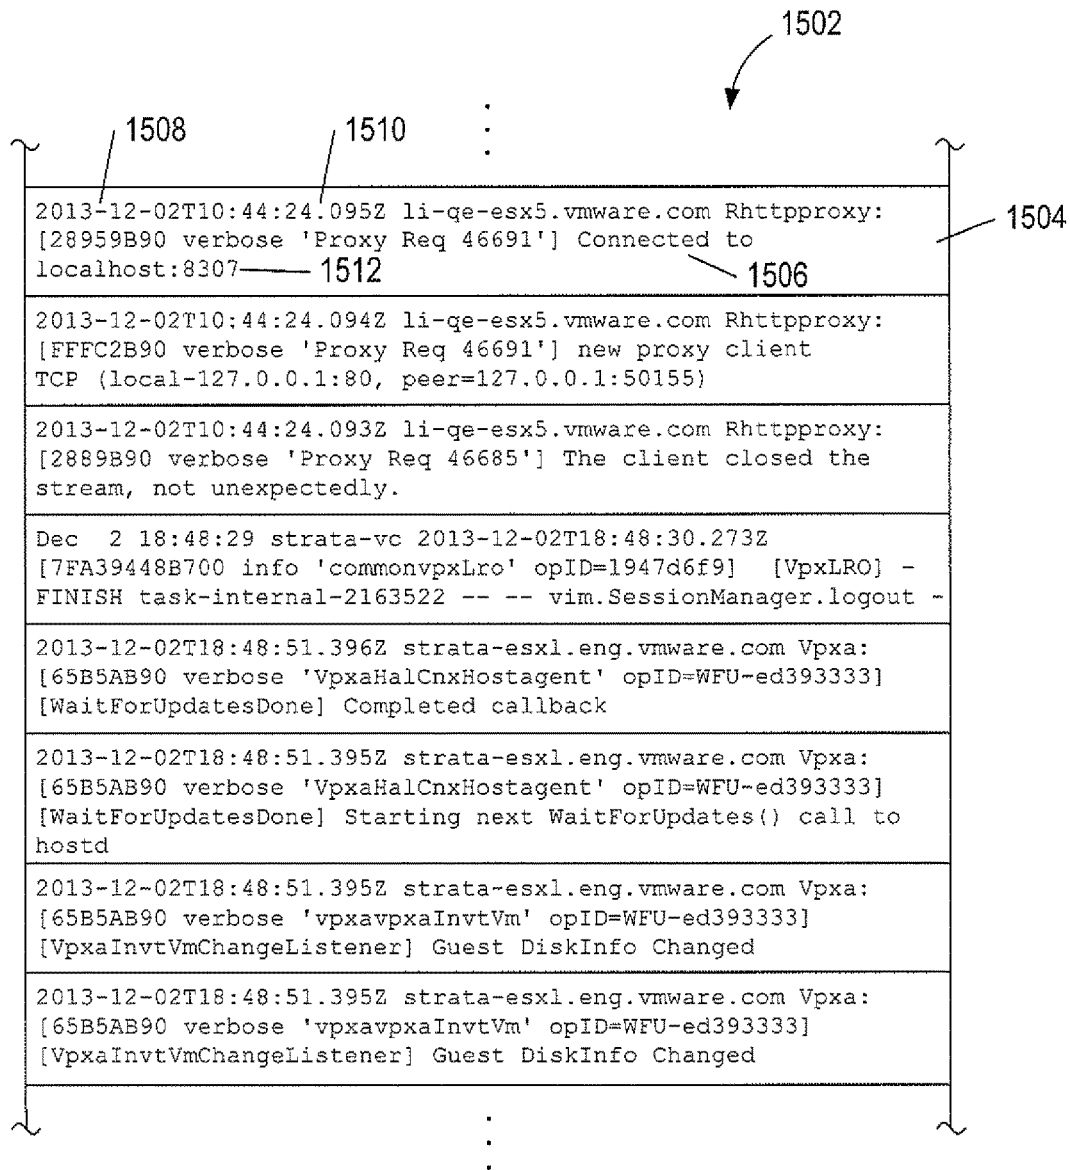 1502
1508
1510
2013-12-02T10:44:24.095Z li-qe-esx5.vmware.com Rhttpproxy:
[28959B90 verbose 'Proxy Req 46691'] Connected to
localhost:8307
1512
1506
1504
2013-12-02T10:44:24.094Z li-qe-esx5.vmware.com Rhttpproxy:
[FFFC2B90 verbose 'Proxy Req 46691'] new proxy client
TCP (local-127.0.0.1:80, peer=127.0.0.1:50155)
2013-12-02T10:44:24.093Z li-qe-esx5.vmware.com Rhttpproxy:
[2889B90 verbose 'Proxy Req 46685'] The client closed the
stream, not unexpectedly.
Dec  2 18:48:29 strata-vc 2013-12-02T18:48:30.273Z
[7FA39448B700 info 'commonvpxLro' opID=1947d6f9]  [VpxLRO] -
FINISH task-internal-2163522 -- -- vim.SessionManager.logout -
2013-12-02T18:48:51.396Z strata-esxl.eng.vmware.com Vpxa:
[65B5AB90 verbose 'VpxaHalCnxHostagent' opID=WFU-ed393333]
[WaitForUpdatesDone] Completed callback
2013-12-02T18:48:51.395Z strata-esxl.eng.vmware.com Vpxa:
[65B5AB90 verbose 'VpxaHalCnxHostagent' opID=WFU-ed393333]
[WaitForUpdatesDone] Starting next WaitForUpdates() call to
hostd
2013-12-02T18:48:51.395Z strata-esxl.eng.vmware.com Vpxa:
[65B5AB90 verbose 'vpxavpxaInvtVm' opID=WFU-ed393333]
[VpxaInvtVmChangeListener] Guest DiskInfo Changed
2013-12-02T18:48:51.395Z strata-esxl.eng.vmware.com Vpxa:
[65B5AB90 verbose 'vpxavpxaInvtVm' opID=WFU-ed393333]
[VpxaInvtVmChangeListener] Guest DiskInfo Changed